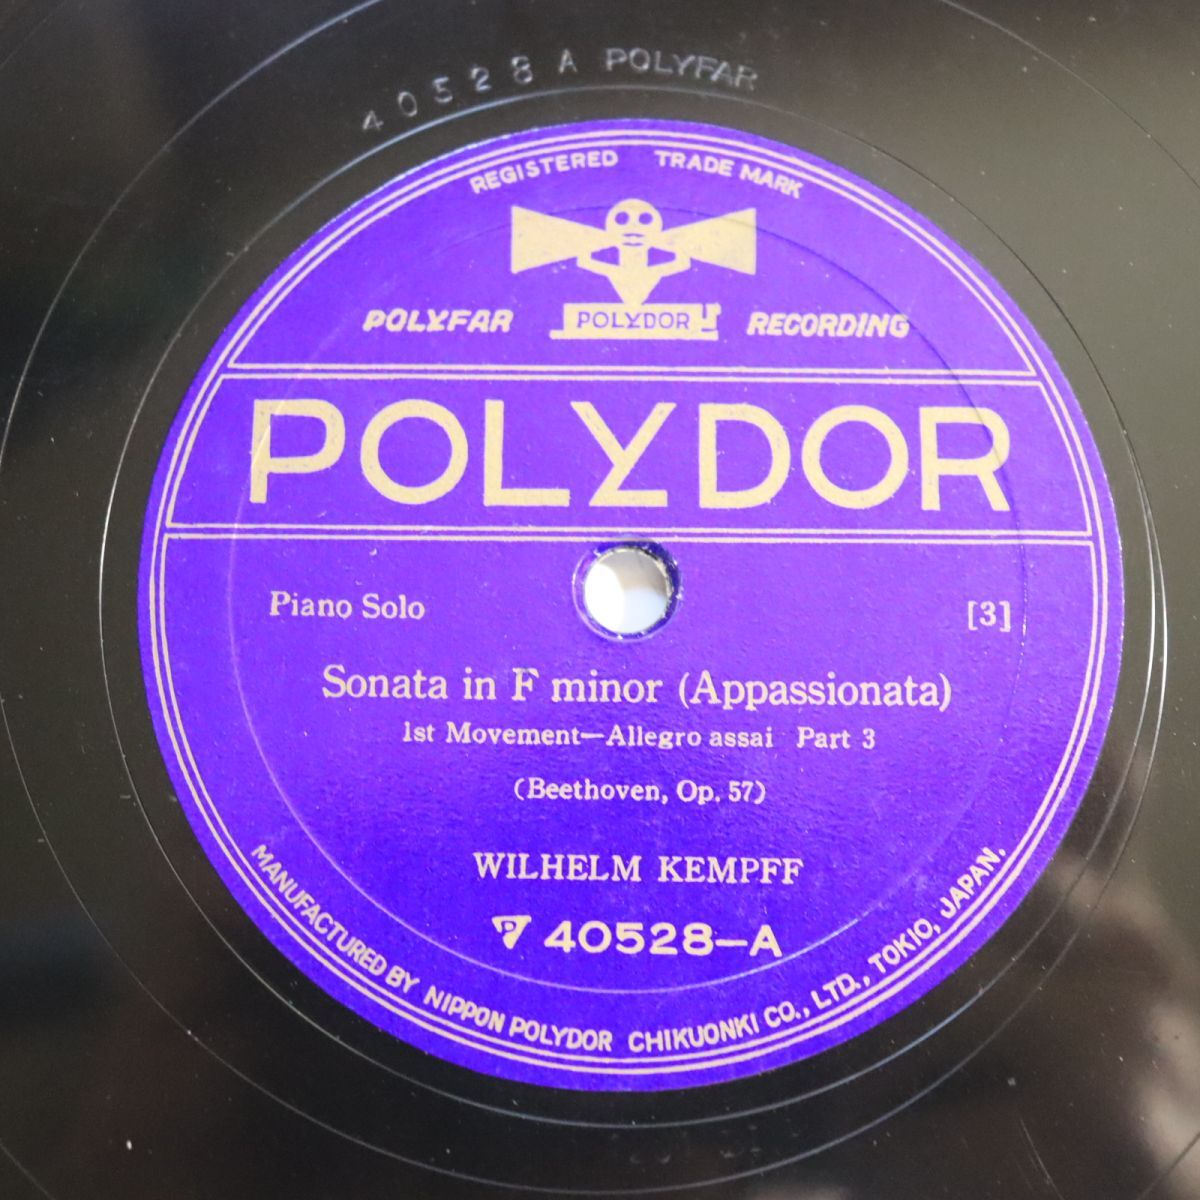 40528 A POLYFAR
REGISTERED TRADE MARK
POLYFAR POLYDOR RECORDING
POLYDOR
Piano Solo [3]
Sonata in F minor (Appassionata)
1st Movement—Allegro assai Part 3
(Beethoven, Op. 57)
WILHELM KEMPFF
P 40528–A
MANUFACTURED BY NIPPON POLYDOR CHIKUONKI CO., LTD., TOKIO, JAPAN.